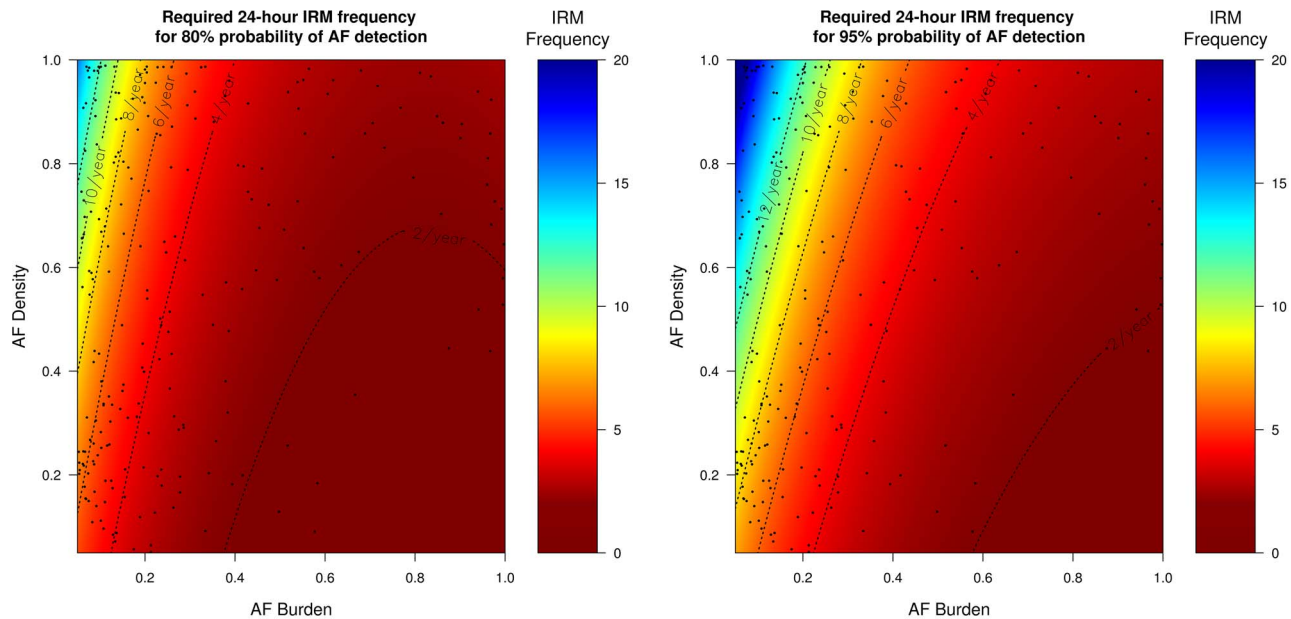 Required 24-hour IRM frequency
for 80% probability of AF detection
IRM
Frequency
AF Density
1.0
0.8
0.6
0.4
0.2
10/year
8/year
6/year
4/year
2/year
0.2
0.4
0.6
0.8
1.0
AF Burden
20
15
10
5
0
Required 24-hour IRM frequency
for 95% probability of AF detection
IRM
Frequency
AF Density
1.0
0.8
0.6
0.4
0.2
12/year
10/year
8/year
6/year
4/year
2/year
0.2
0.4
0.6
0.8
1.0
AF Burden
20
15
10
5
0